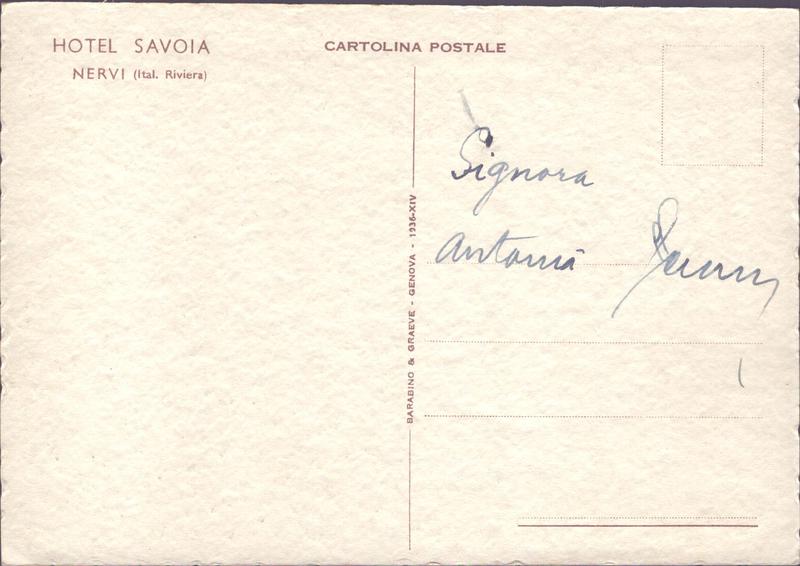 HOTEL SAVOIA
NERVI (Ital. Riviera)
CARTOLINA POSTALE
BARABINO & GRAEVE - GENOVA - 1936-XIV
Signora
Antonia